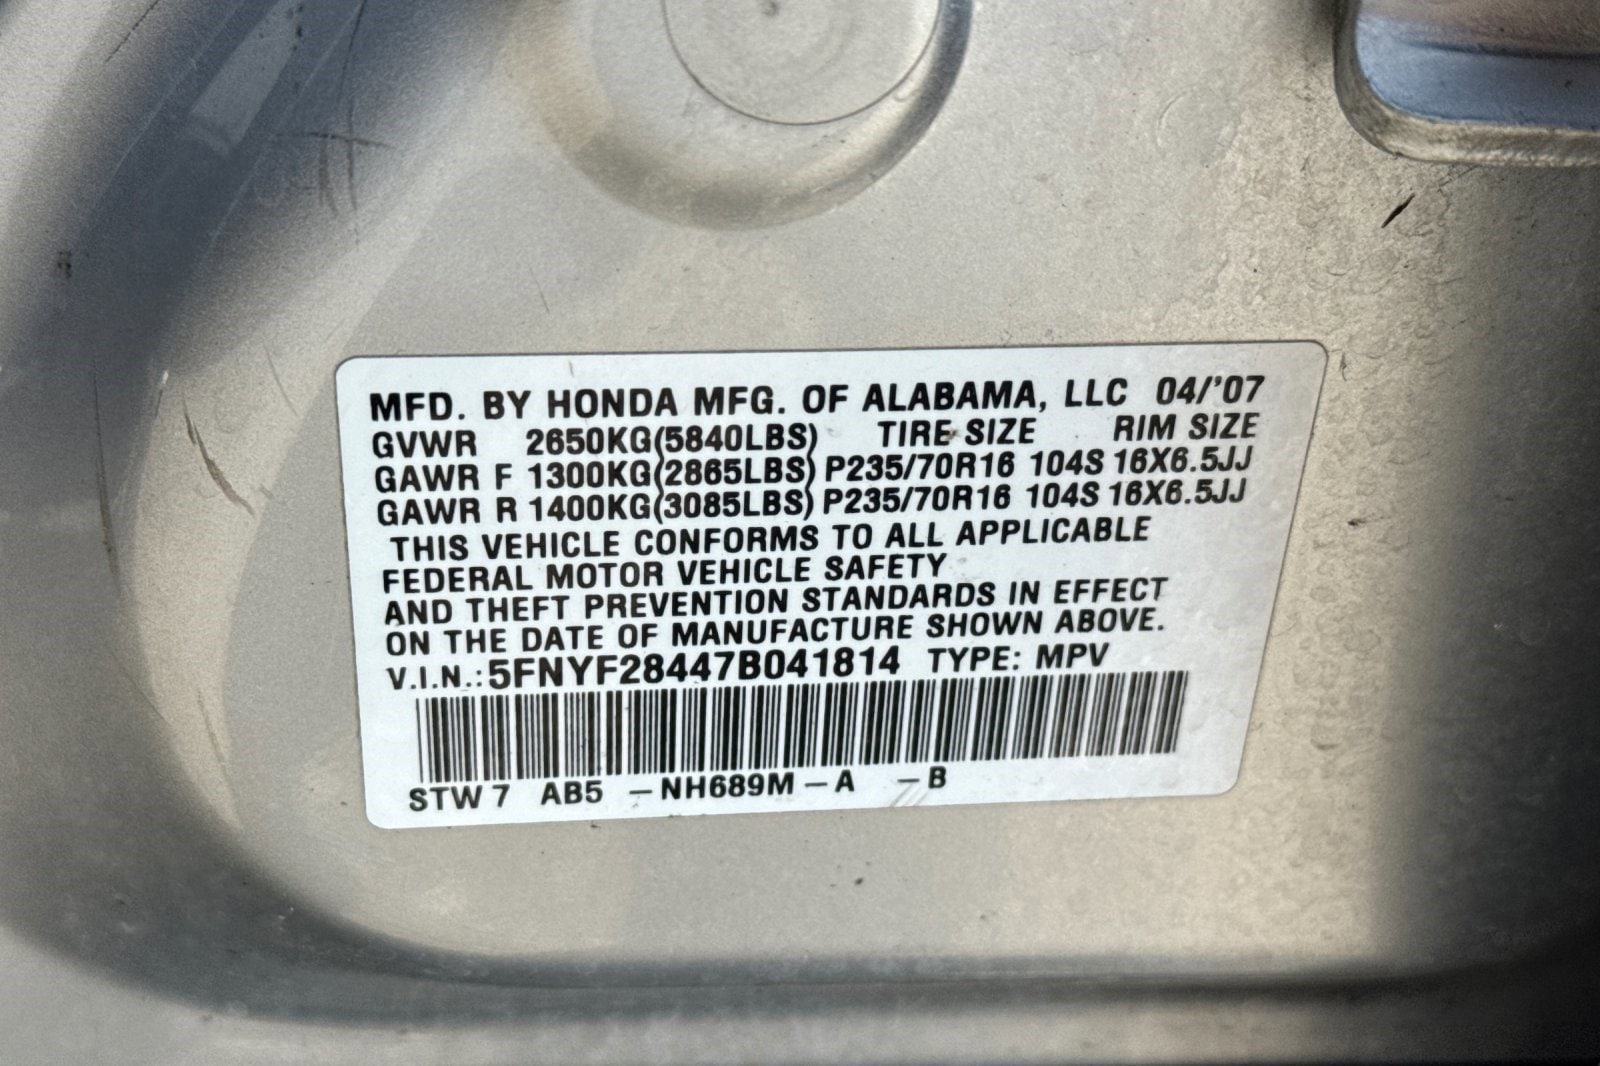 MFD. BY HONDA MFG. OF ALABAMA, LLC 04/'07
GVWR 2650KG(5840LBS) TIRE SIZE RIM SIZE
GAWR F 1300KG(2865LBS) P235/70R16 104S 16X6.5JJ
GAWR R 1400KG(3085LBS) P235/70R16 104S 16X6.5JJ
THIS VEHICLE CONFORMS TO ALL APPLICABLE
FEDERAL MOTOR VEHICLE SAFETY
AND THEFT PREVENTION STANDARDS IN EFFECT
ON THE DATE OF MANUFACTURE SHOWN ABOVE.
V.I.N.: 5FNYF28447B041814 TYPE: MPV
STW 7 AB5 -NH689M-A -B